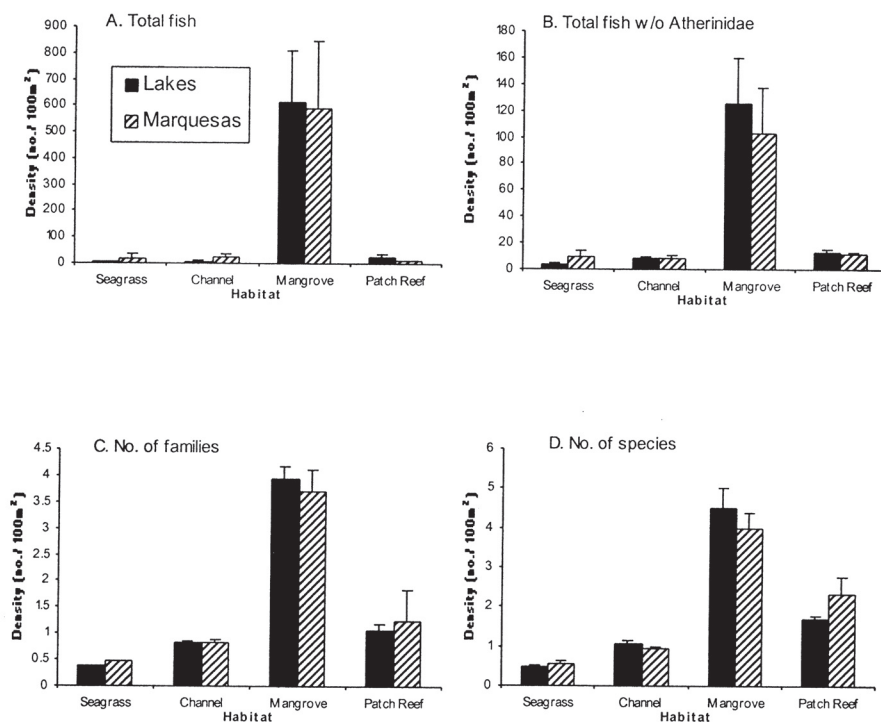 A. Total fish
900
800
700
600
500
400
300
200
100
0
Density (no./ 100m²)
Lakes
Marquesas
Seagrass Channel Mangrove Patch Reef
Habitat
B. Total fish w/o Atherinidae
180
160
140
120
100
80
60
40
20
0
Density (no./ 100m²)
Seagrass Channel Mangrove Patch Reef
Habitat
C. No. of families
4.5
4
3.5
3
2.5
2
1.5
1
0.5
0
Density (no./ 100m²)
Seagrass Channel Mangrove Patch Reef
Habitat
D. No. of species
6
5
4
3
2
1
0
Density (no./ 100m²)
Seagrass Channel Mangrove Patch Reef
Habitat